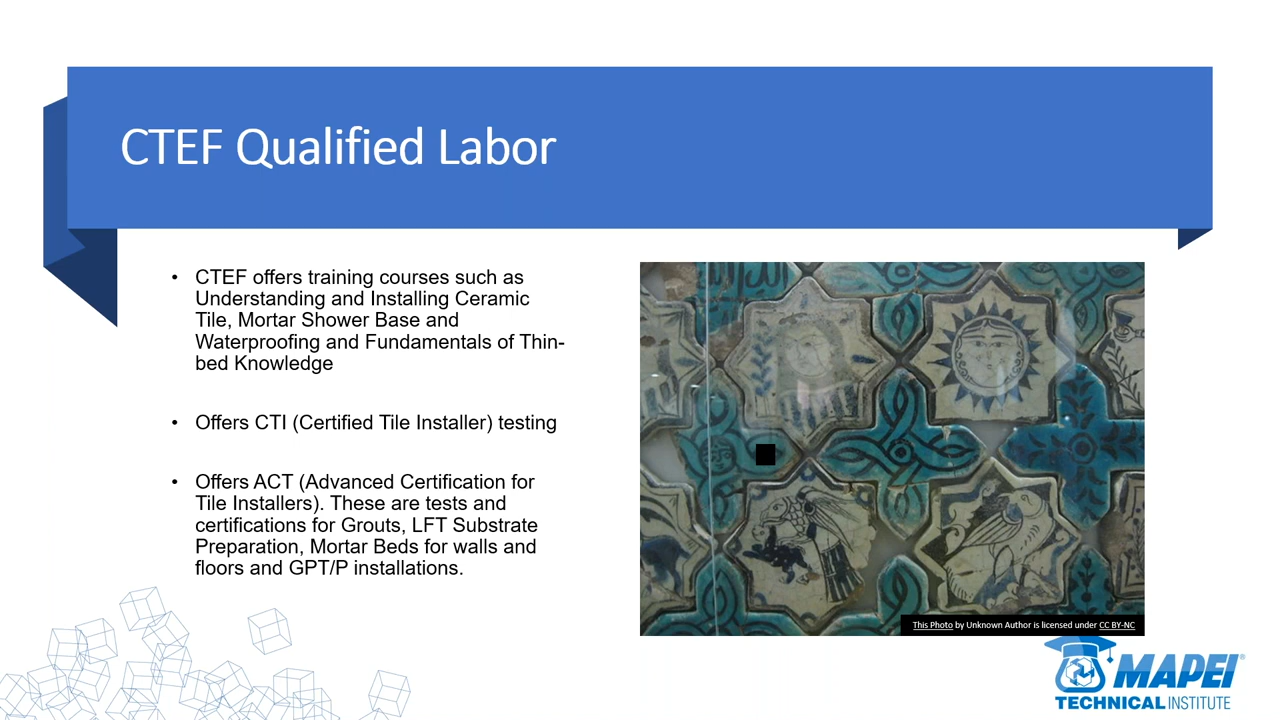 CTEF Qualified Labor
• CTEF offers training courses such as
Understanding and Installing Ceramic
Tile, Mortar Shower Base and
Waterproofing and Fundamentals of Thin-
bed Knowledge
• Offers CTI (Certified Tile Installer) testing
• Offers ACT (Advanced Certification for
Tile Installers). These are tests and
certifications for Grouts, LFT Substrate
Preparation, Mortar Beds for walls and
floors and GPT/P installations.
This Photo by Unknown Author is licensed under CC BY-NC
MAPEI®
TECHNICAL INSTITUTE